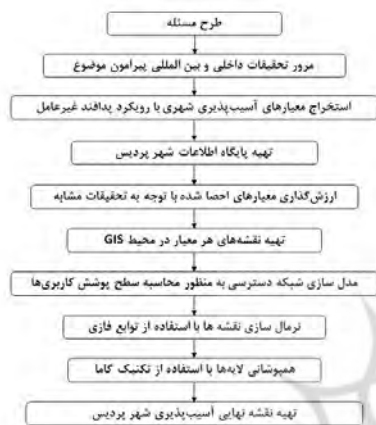 طرح مسئله
مرور تحقیقات داخلی و بین المللی پیرامون موضوع
استخراج معیارهای آسیب‌پذیری شهری با رویکرد پدافند غیرعامل
تهیه پایگاه اطلاعات شهر پردیس
ارزش‌گذاری معیارهای احصا شده با توجه به تحقیقات مشابه
تهیه نقشه‌های هر معیار در محیط GIS
مدل سازی شبکه دسترسی به منظور محاسبه سطح پوشش کاربری‌ها
نرمال سازی نقشه ها با استفاده از توابع فازی
همپوشانی لایه‌ها با استفاده از تکنیک گاما
تهیه نقشه نهایی آسیب‌پذیری شهر پردیس